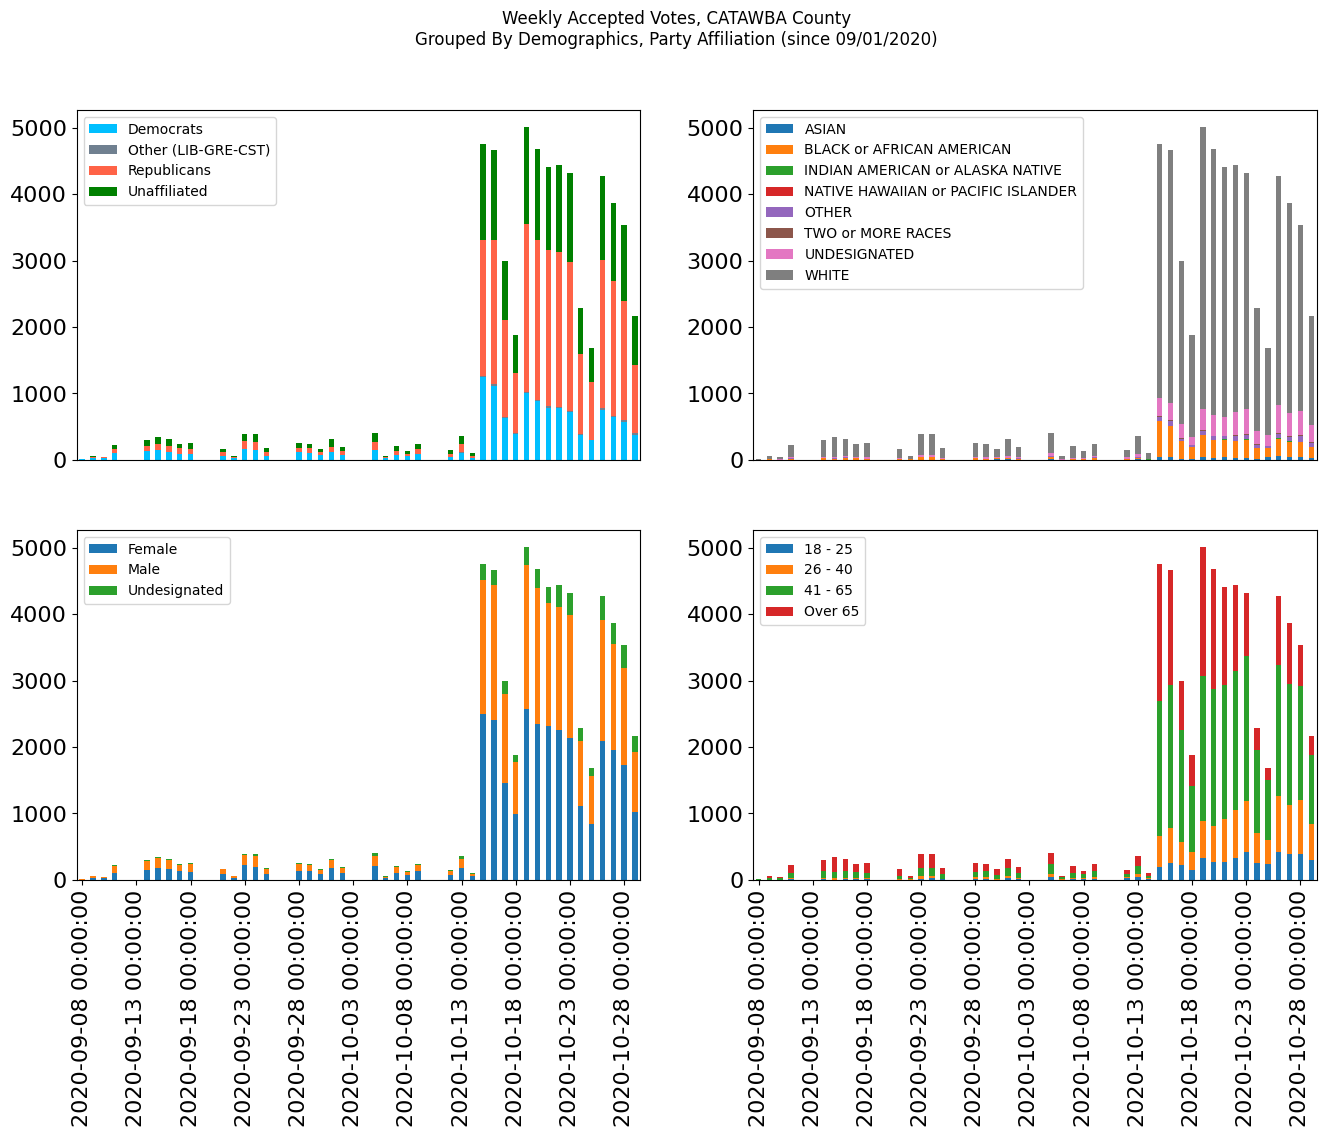 Weekly Accepted Votes, CATAWBA County
Grouped By Demographics, Party Affiliation (since 09/01/2020)
5000
4000
3000
2000
1000
0
Democrats
Other (LIB-GRE-CST)
Republicans
Unaffiliated
5000
4000
3000
2000
1000
0
ASIAN
BLACK or AFRICAN AMERICAN
INDIAN AMERICAN or ALASKA NATIVE
NATIVE HAWAIIAN or PACIFIC ISLANDER
OTHER
TWO or MORE RACES
UNDESIGNATED
WHITE
5000
4000
3000
2000
1000
0
Female
Male
Undesignated
2020-09-08 00:00:00
2020-09-13 00:00:00
2020-09-18 00:00:00
2020-09-23 00:00:00
2020-09-28 00:00:00
2020-10-03 00:00:00
2020-10-08 00:00:00
2020-10-13 00:00:00
2020-10-18 00:00:00
2020-10-23 00:00:00
2020-10-28 00:00:00
5000
4000
3000
2000
1000
0
18 - 25
26 - 40
41 - 65
Over 65
2020-09-08 00:00:00
2020-09-13 00:00:00
2020-09-18 00:00:00
2020-09-23 00:00:00
2020-09-28 00:00:00
2020-10-03 00:00:00
2020-10-08 00:00:00
2020-10-13 00:00:00
2020-10-18 00:00:00
2020-10-23 00:00:00
2020-10-28 00:00:00